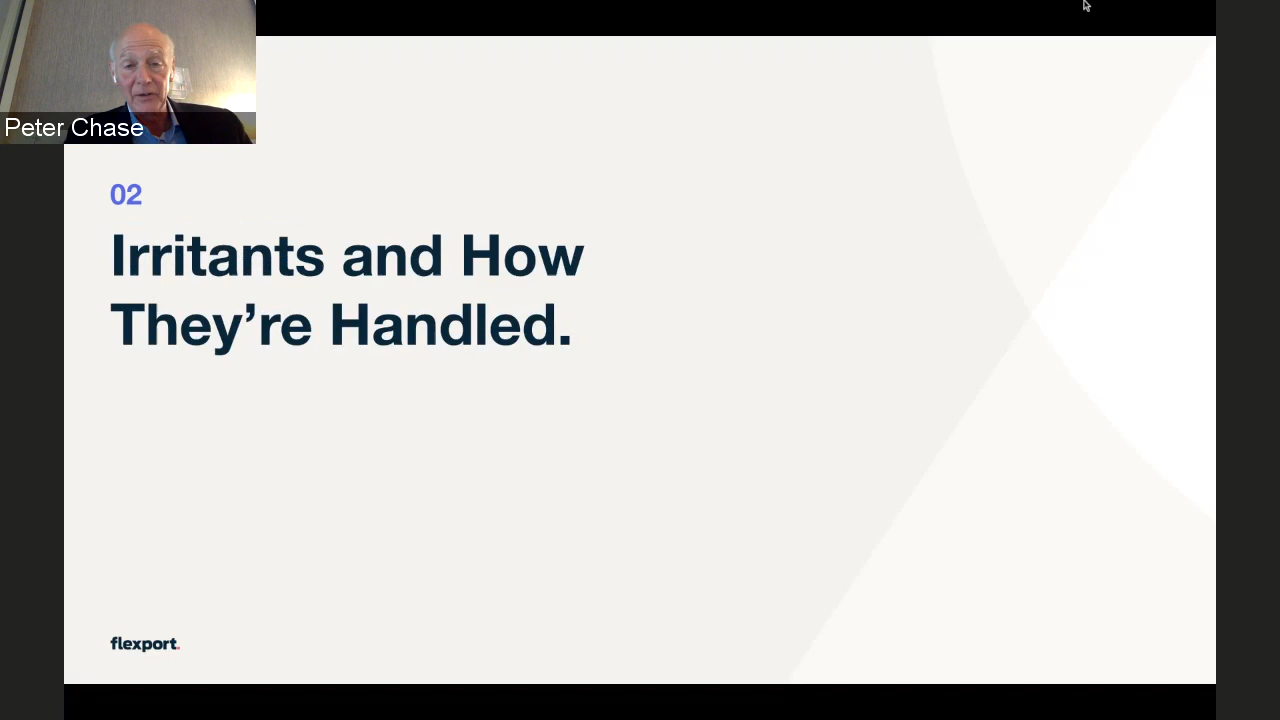 Peter Chase
02
Irritants and How
They’re Handled.
flexport.